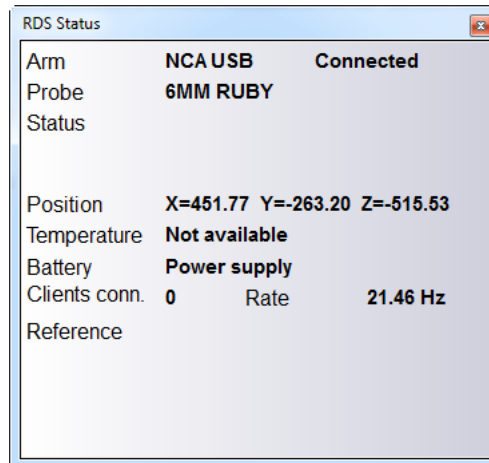 RDS Status
Arm NCA USB Connected
Probe 6MM RUBY
Status
Position X=451.77 Y=-263.20 Z=-515.53
Temperature Not available
Battery Power supply
Clients conn. 0 Rate 21.46 Hz
Reference